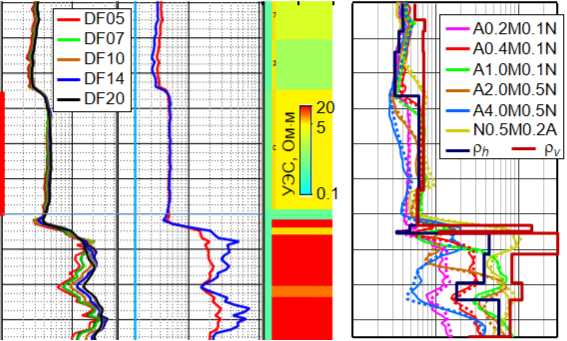 DF05
DF07
DF10
DF14
DF20
УЭС, Ом·м
20
5
0.1
A0.2M0.1N
A0.4M0.1N
A1.0M0.1N
A2.0M0.5N
A4.0M0.5N
N0.5M0.2A
ρh ρv